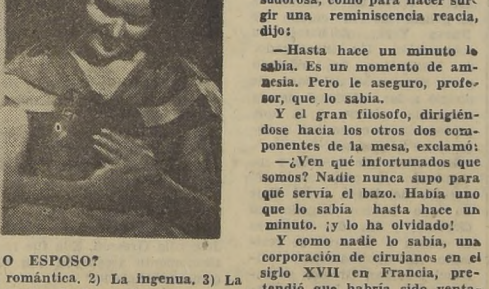 O ESPOSO?
romántica, 2) La ingenua, 3) La
sudorosa, como para hacer sur-
gir una reminiscencia reacia,
dijo:
—Hasta hace un minuto lo
sabía. Es un momento de am-
nesia. Pero le aseguro, profe-
sor, que lo sabía.
Y el gran filosofo, dirigién-
dose hacia los otros dos com-
ponentes de la mesa, exclamó:
—¿Ven qué infortunados que
somos? Nadie nunca supo para
qué servía el bazo. Había uno
que lo sabía hasta hace un
minuto. ¡y lo ha olvidado!
Y como nadie lo sabía, una
corporación de cirujanos en el
siglo XVII en Francia, pre-
tendió que habría sido venta-